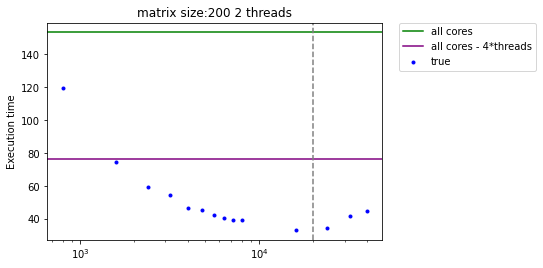 matrix size:200 2 threads
all cores
all cores - 4*threads
true
Execution time
140
120
100
80
60
40
10³
10⁴